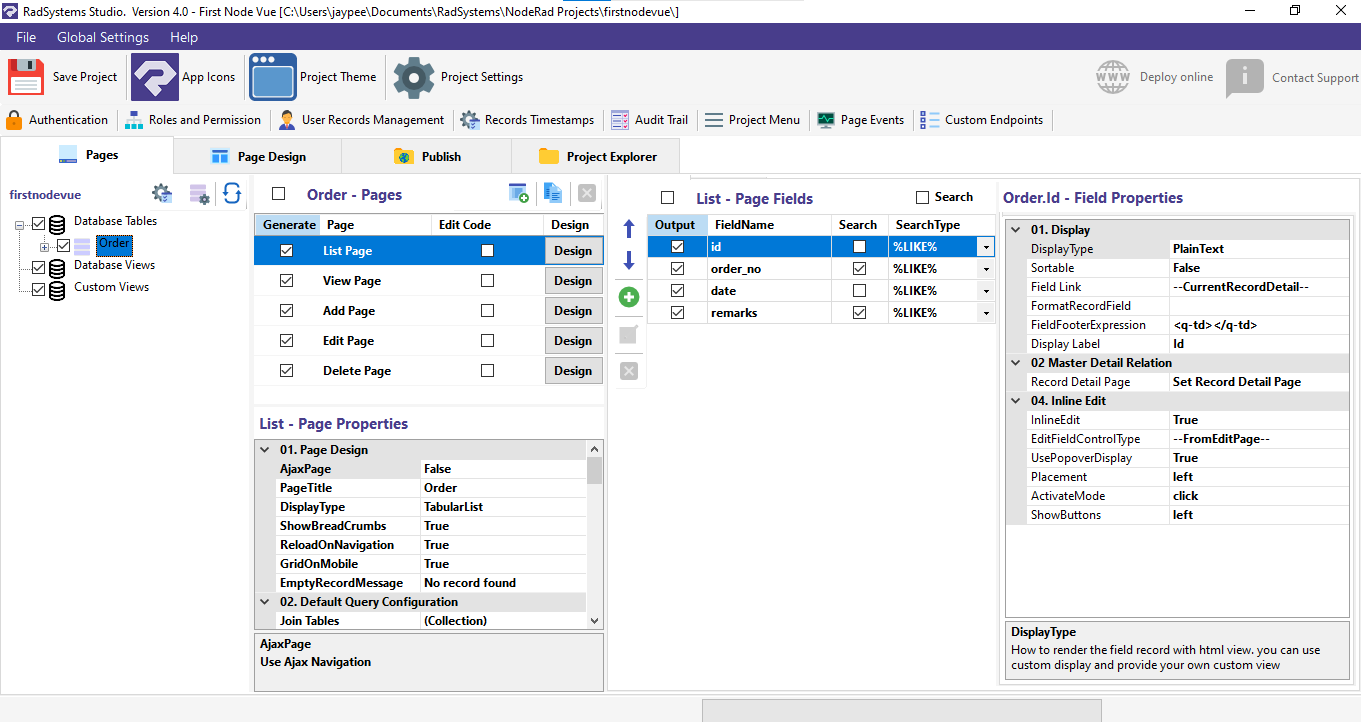 RadSystems Studio.  Version 4.0 - First Node Vue [C:\Users\jaypee\Documents\RadSystems\NodeRad Projects\firstnodevue\]
File Global Settings Help
Save Project App Icons Project Theme Project Settings WWW Deploy online Contact Support
Authentication Roles and Permission User Records Management Records Timestamps Audit Trail Project Menu Page Events Custom Endpoints
Pages Page Design Publish Project Explorer
firstnodevue
Database Tables
Order
Database Views
Custom Views
Order - Pages
Generate Page Edit Code Design
List Page Design
View Page Design
Add Page Design
Edit Page Design
Delete Page Design
List - Page Properties
01. Page Design
AjaxPage False
PageTitle Order
DisplayType TabularList
ShowBreadCrumbs True
ReloadOnNavigation True
GridOnMobile True
EmptyRecordMessage No record found
02. Default Query Configuration
Join Tables (Collection)
AjaxPage
Use Ajax Navigation
List - Page Fields Search
Output FieldName Search SearchType
id %LIKE%
order_no %LIKE%
date %LIKE%
remarks %LIKE%
Order.Id - Field Properties
01. Display
DisplayType PlainText
Sortable False
Field Link --CurrentRecordDetail--
FormatRecordField
FieldFooterExpression <q-td></q-td>
Display Label Id
02 Master Detail Relation
Record Detail Page Set Record Detail Page
04. Inline Edit
InlineEdit True
EditFieldControlType --FromEditPage--
UsePopoverDisplay True
Placement left
ActivateMode click
ShowButtons left
DisplayType
How to render the field record with html view. you can use
custom display and provide your own custom view